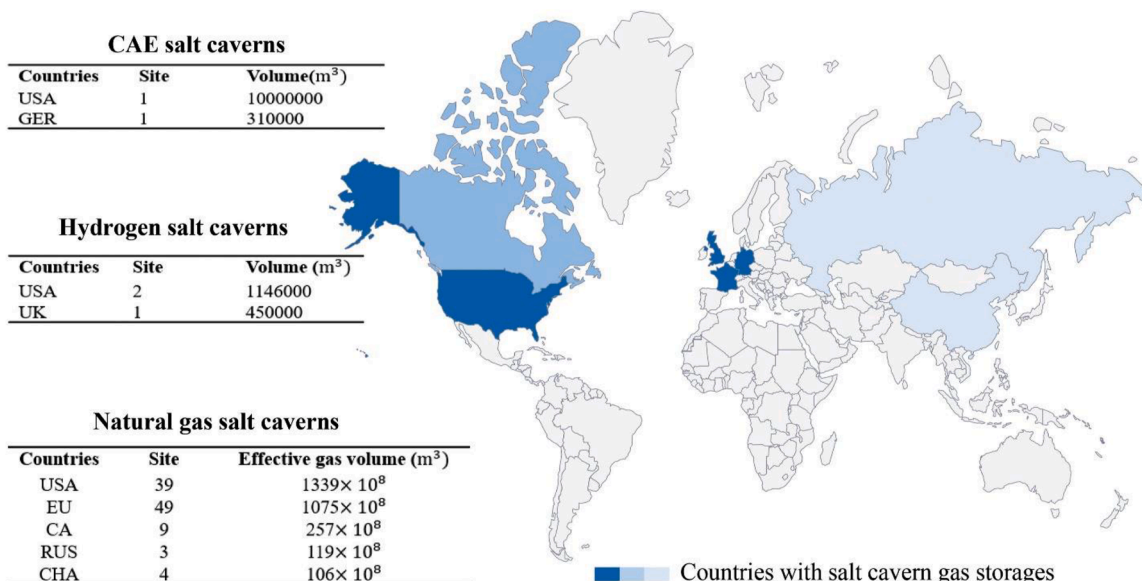 CAE salt caverns
Countries Site Volume(m³)
USA 1 10000000
GER 1 310000
Hydrogen salt caverns
Countries Site Volume (m³)
USA 2 1146000
UK 1 450000
Natural gas salt caverns
Countries Site Effective gas volume (m³)
USA 39 1339× 10⁸
EU 49 1075× 10⁸
CA 9 257× 10⁸
RUS 3 119× 10⁸
CHA 4 106× 10⁸
Countries with salt cavern gas storages